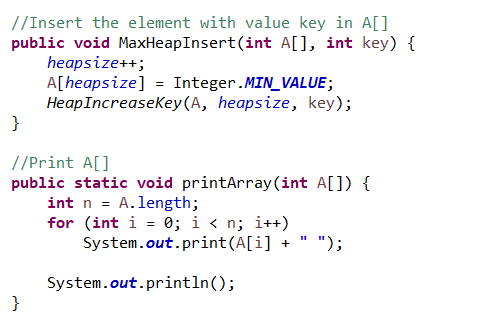 //Insert the element with value key in A[]
public void MaxHeapInsert(int A[], int key) {
    heapsize++;
    A[heapsize] = Integer.MIN_VALUE;
    HeapIncreaseKey(A, heapsize, key);
}

//Print A[]
public static void printArray(int A[]) {
    int n = A.length;
    for (int i = 0; i < n; i++)
        System.out.print(A[i] + " ");

    System.out.println();
}